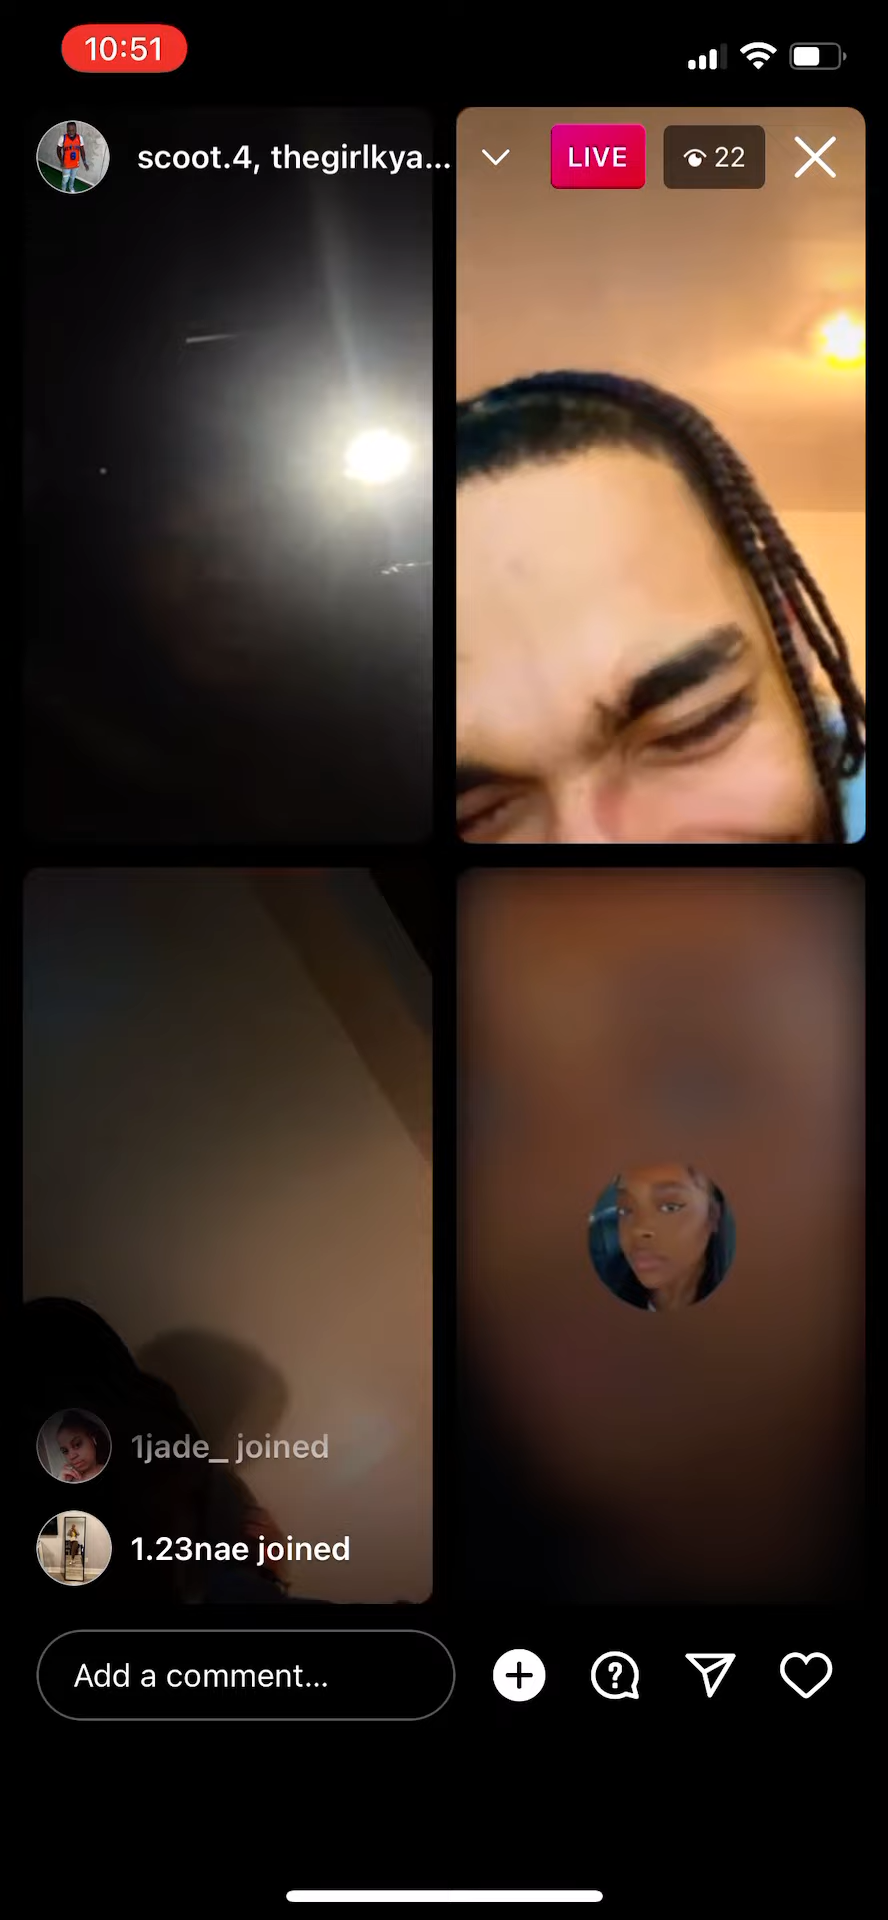 10:51
scoot.4, thegirlkya...
LIVE
22
1jade_ joined
1.23nae joined
Add a comment...